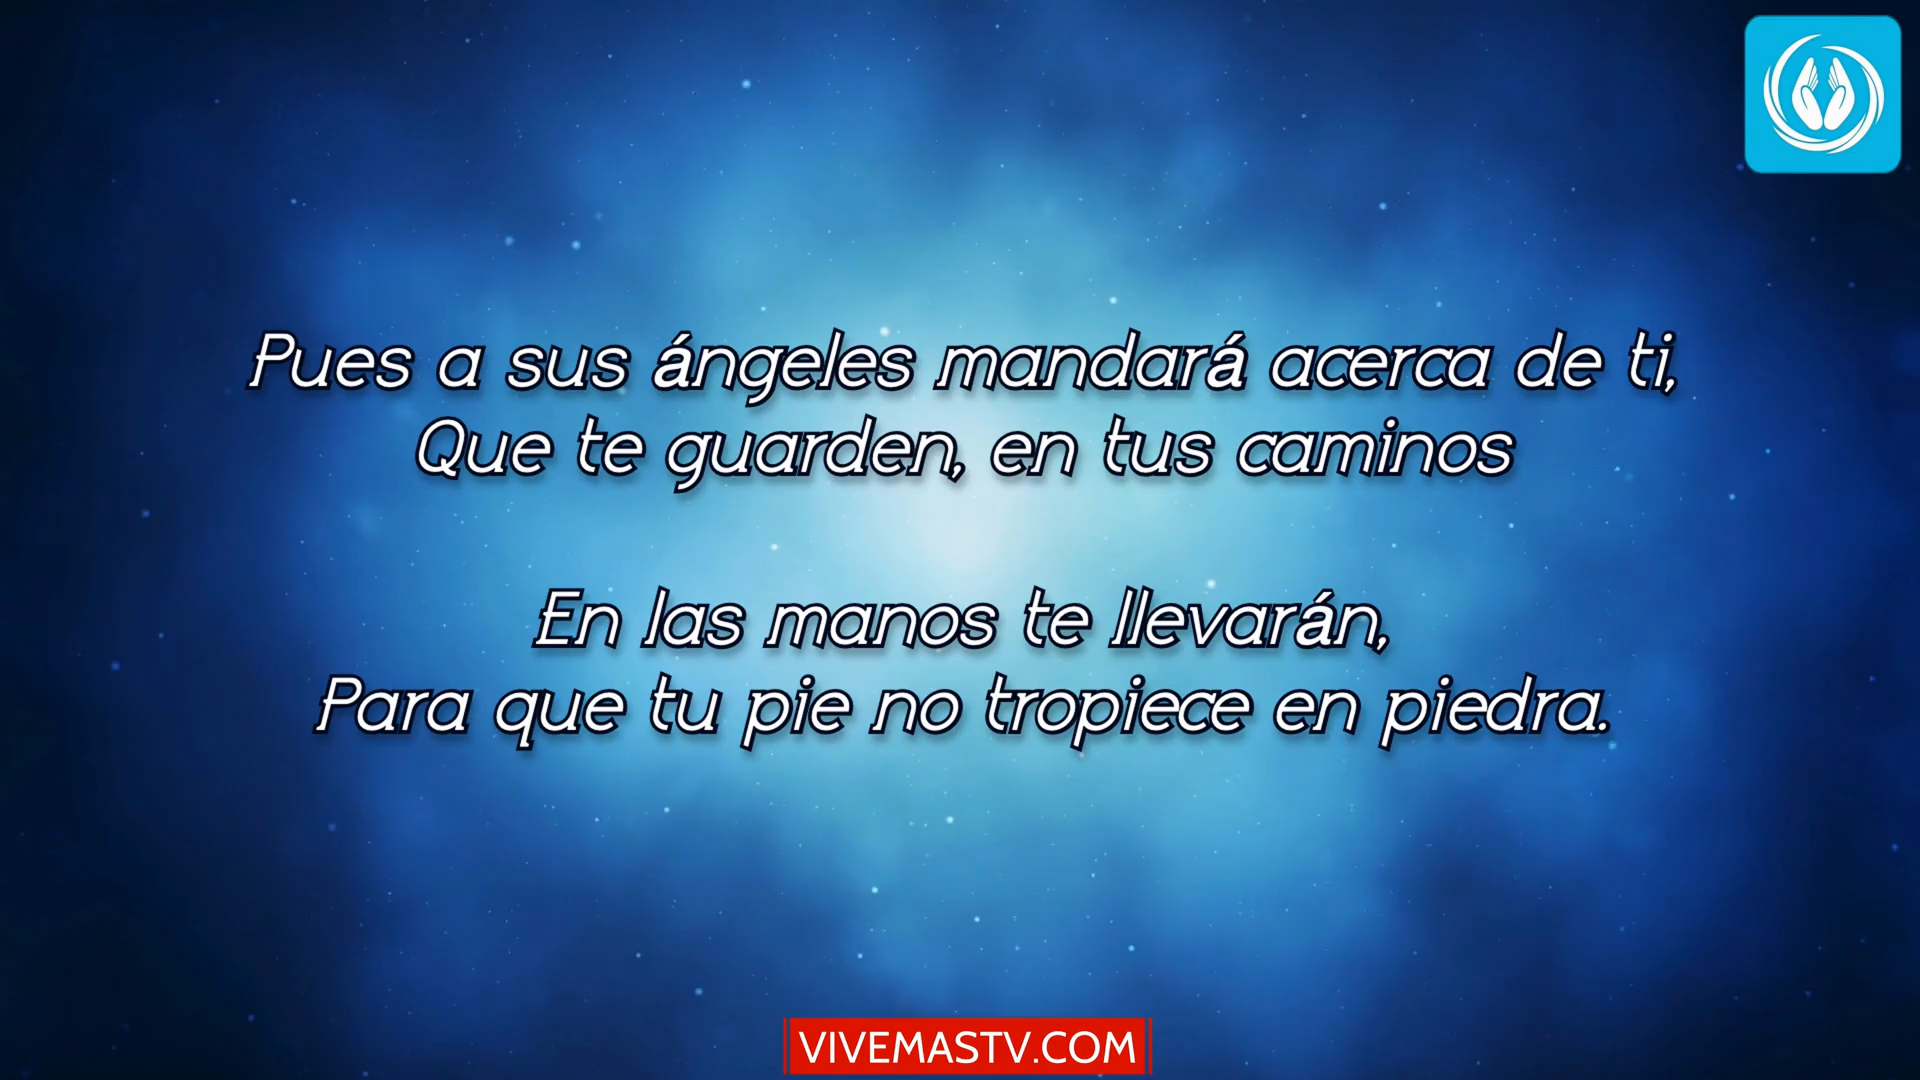 Pues a sus ángeles mandará acerca de ti,
Que te guarden, en tus caminos
En las manos te llevarán,
Para que tu pie no tropiece en piedra.
VIVEMASTV.COM